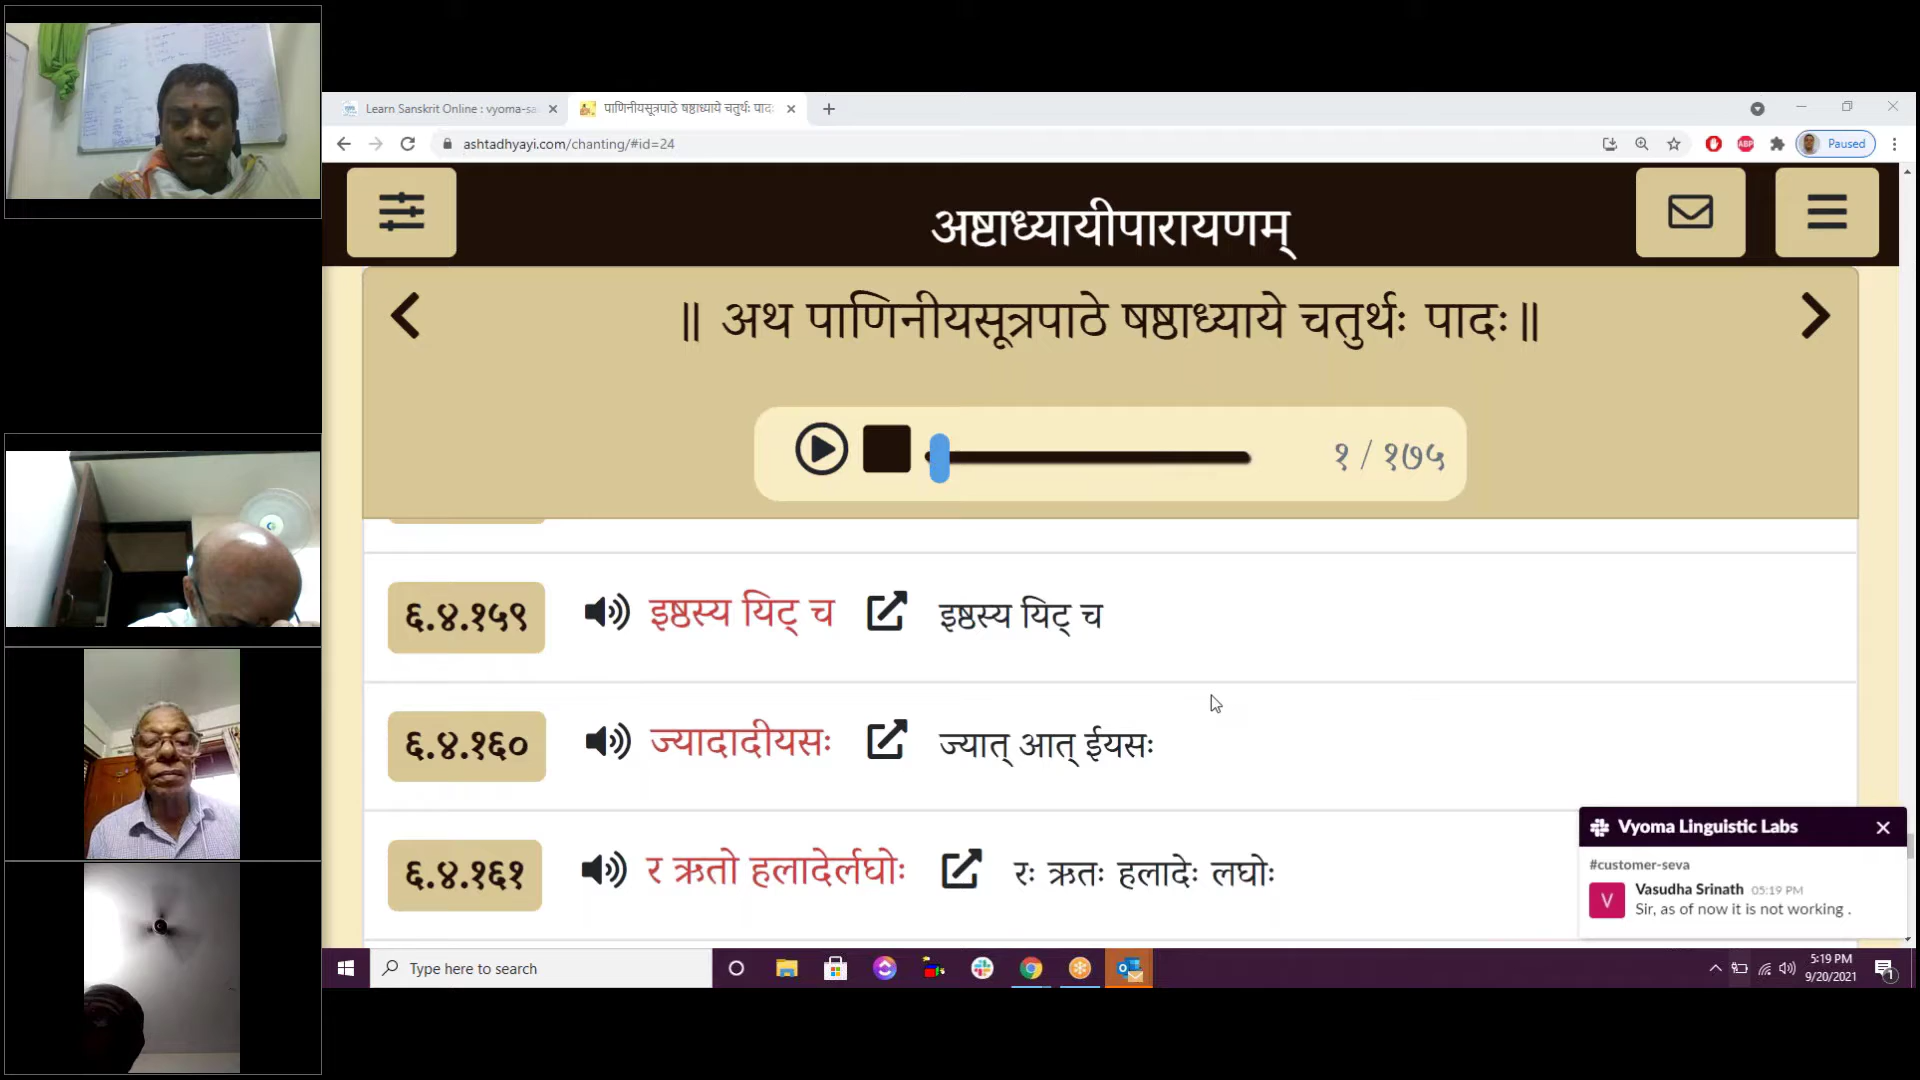 Learn Sanskrit Online : vyoma-sa
पाणिनीयसूत्रपाठे षष्ठाध्याये चतुर्थः पाद:
ashtadhyayi.com/chanting/#id=24
ABP
Paused
अष्टाध्यायीपारायणम्
॥ अथ पाणिनीयसूत्रपाठे षष्ठाध्याये चतुर्थः पादः॥
१ / १७५
६.४.१५९ इष्ठस्य यिट् च इष्ठस्य यिट् च
६.४.१६० ज्यादादीयसः ज्यात् आत् ईयसः
६.४.१६१ र ऋतो हलादेर्लघोः रः ऋतः हलादेः लघोः
Vyoma Linguistic Labs
#customer-seva
V
Vasudha Srinath 05:19 PM
Sir, as of now it is not working .
Type here to search
5:19 PM
9/20/2021
1